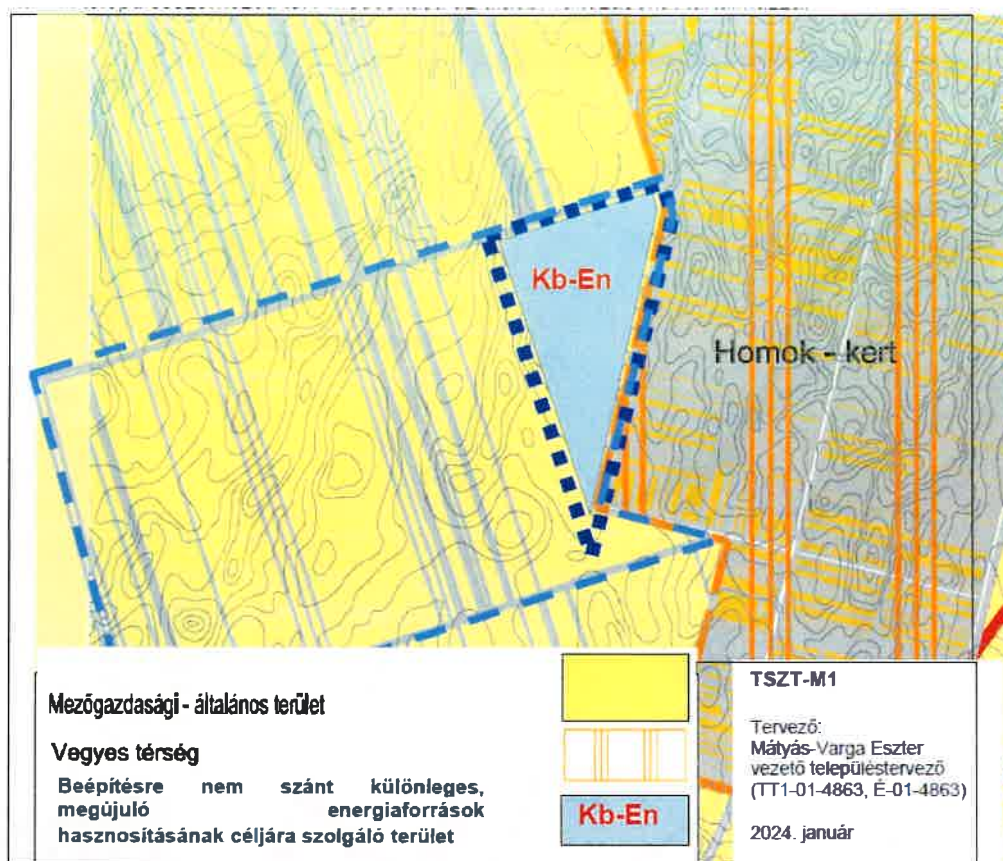 Kb-En
Homok - kert
Mezőgazdasági - általános terület
Vegyes térség
Beépítésre nem szánt különleges,
megújuló energiaforrások
hasznosításának céljára szolgáló terület
Kb-En
TSZT-M1
Tervező:
Mátyás-Varga Eszter
vezető településtervező
(TT1-01-4863, É-01-4863)
2024. január